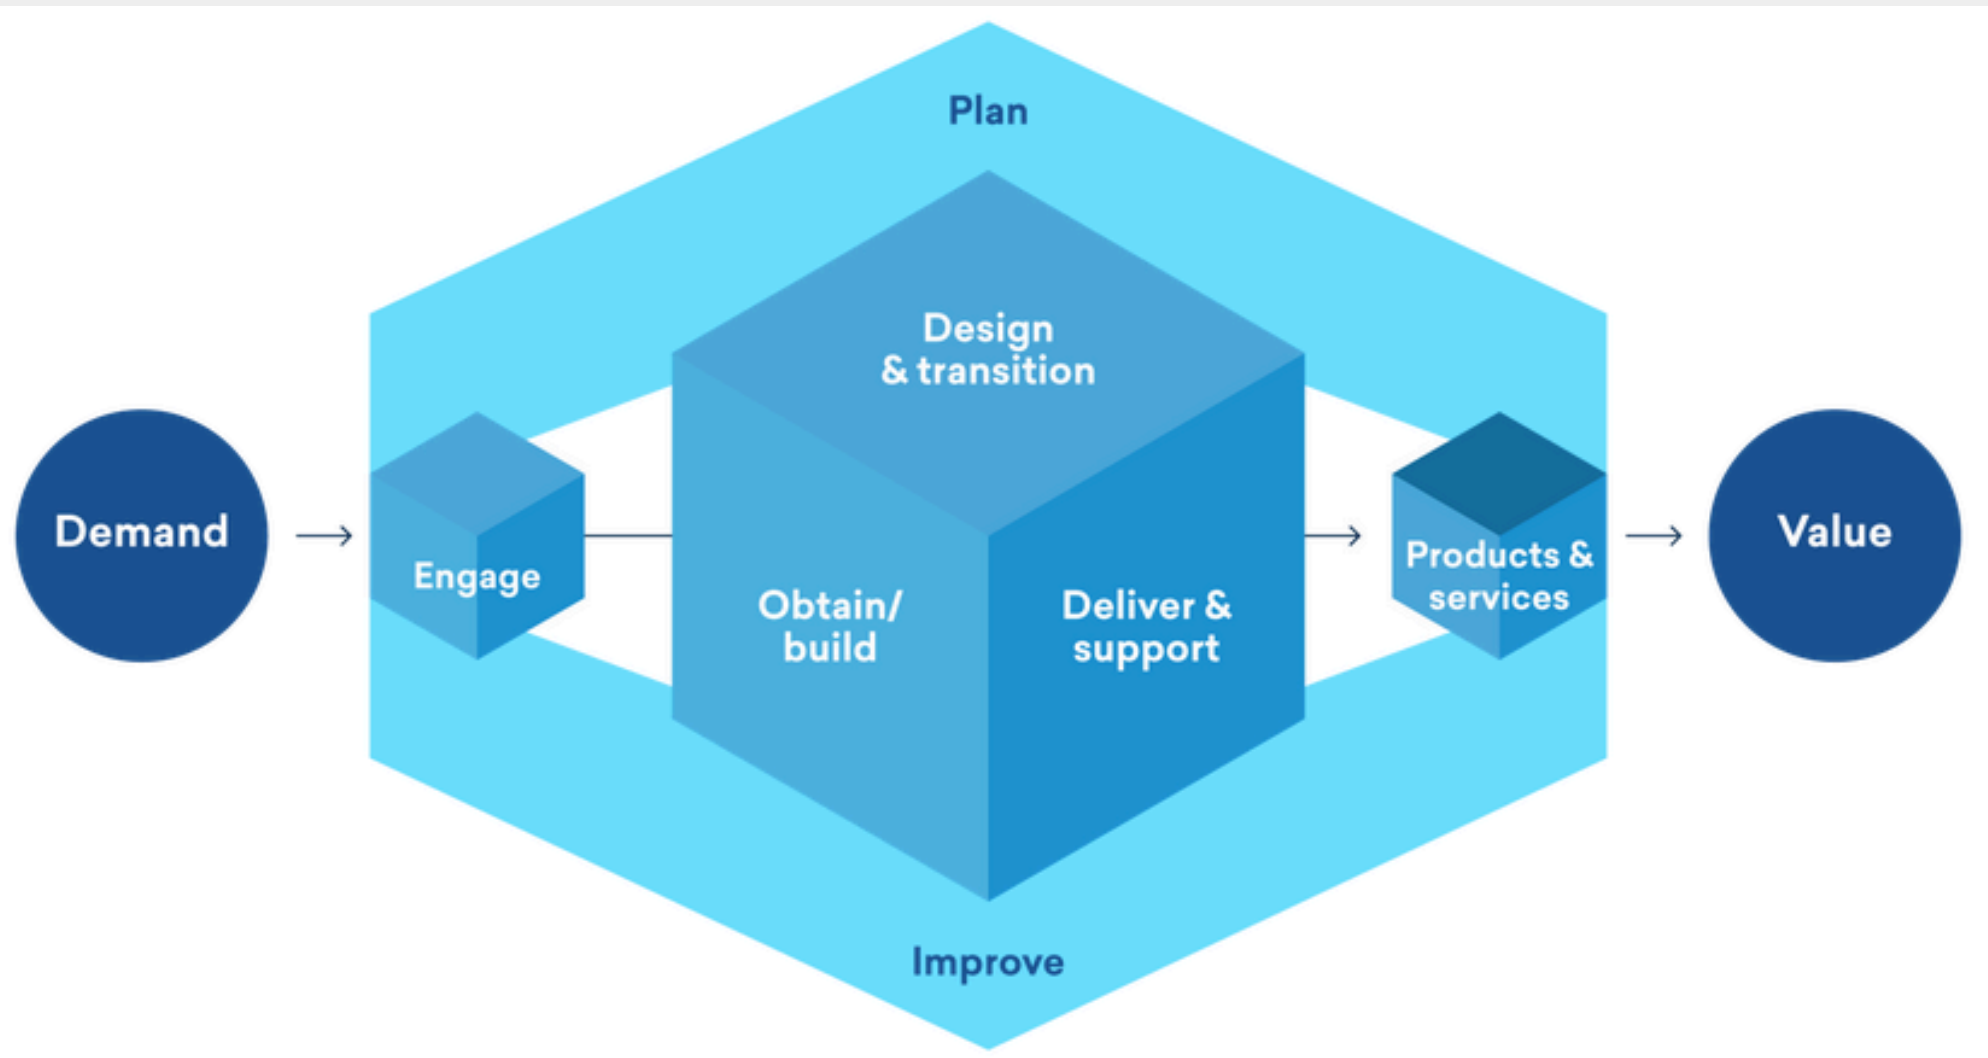 Plan
Design
& transition
Demand
Engage
Obtain/
build
Deliver &
support
Products &
services
Value
Improve